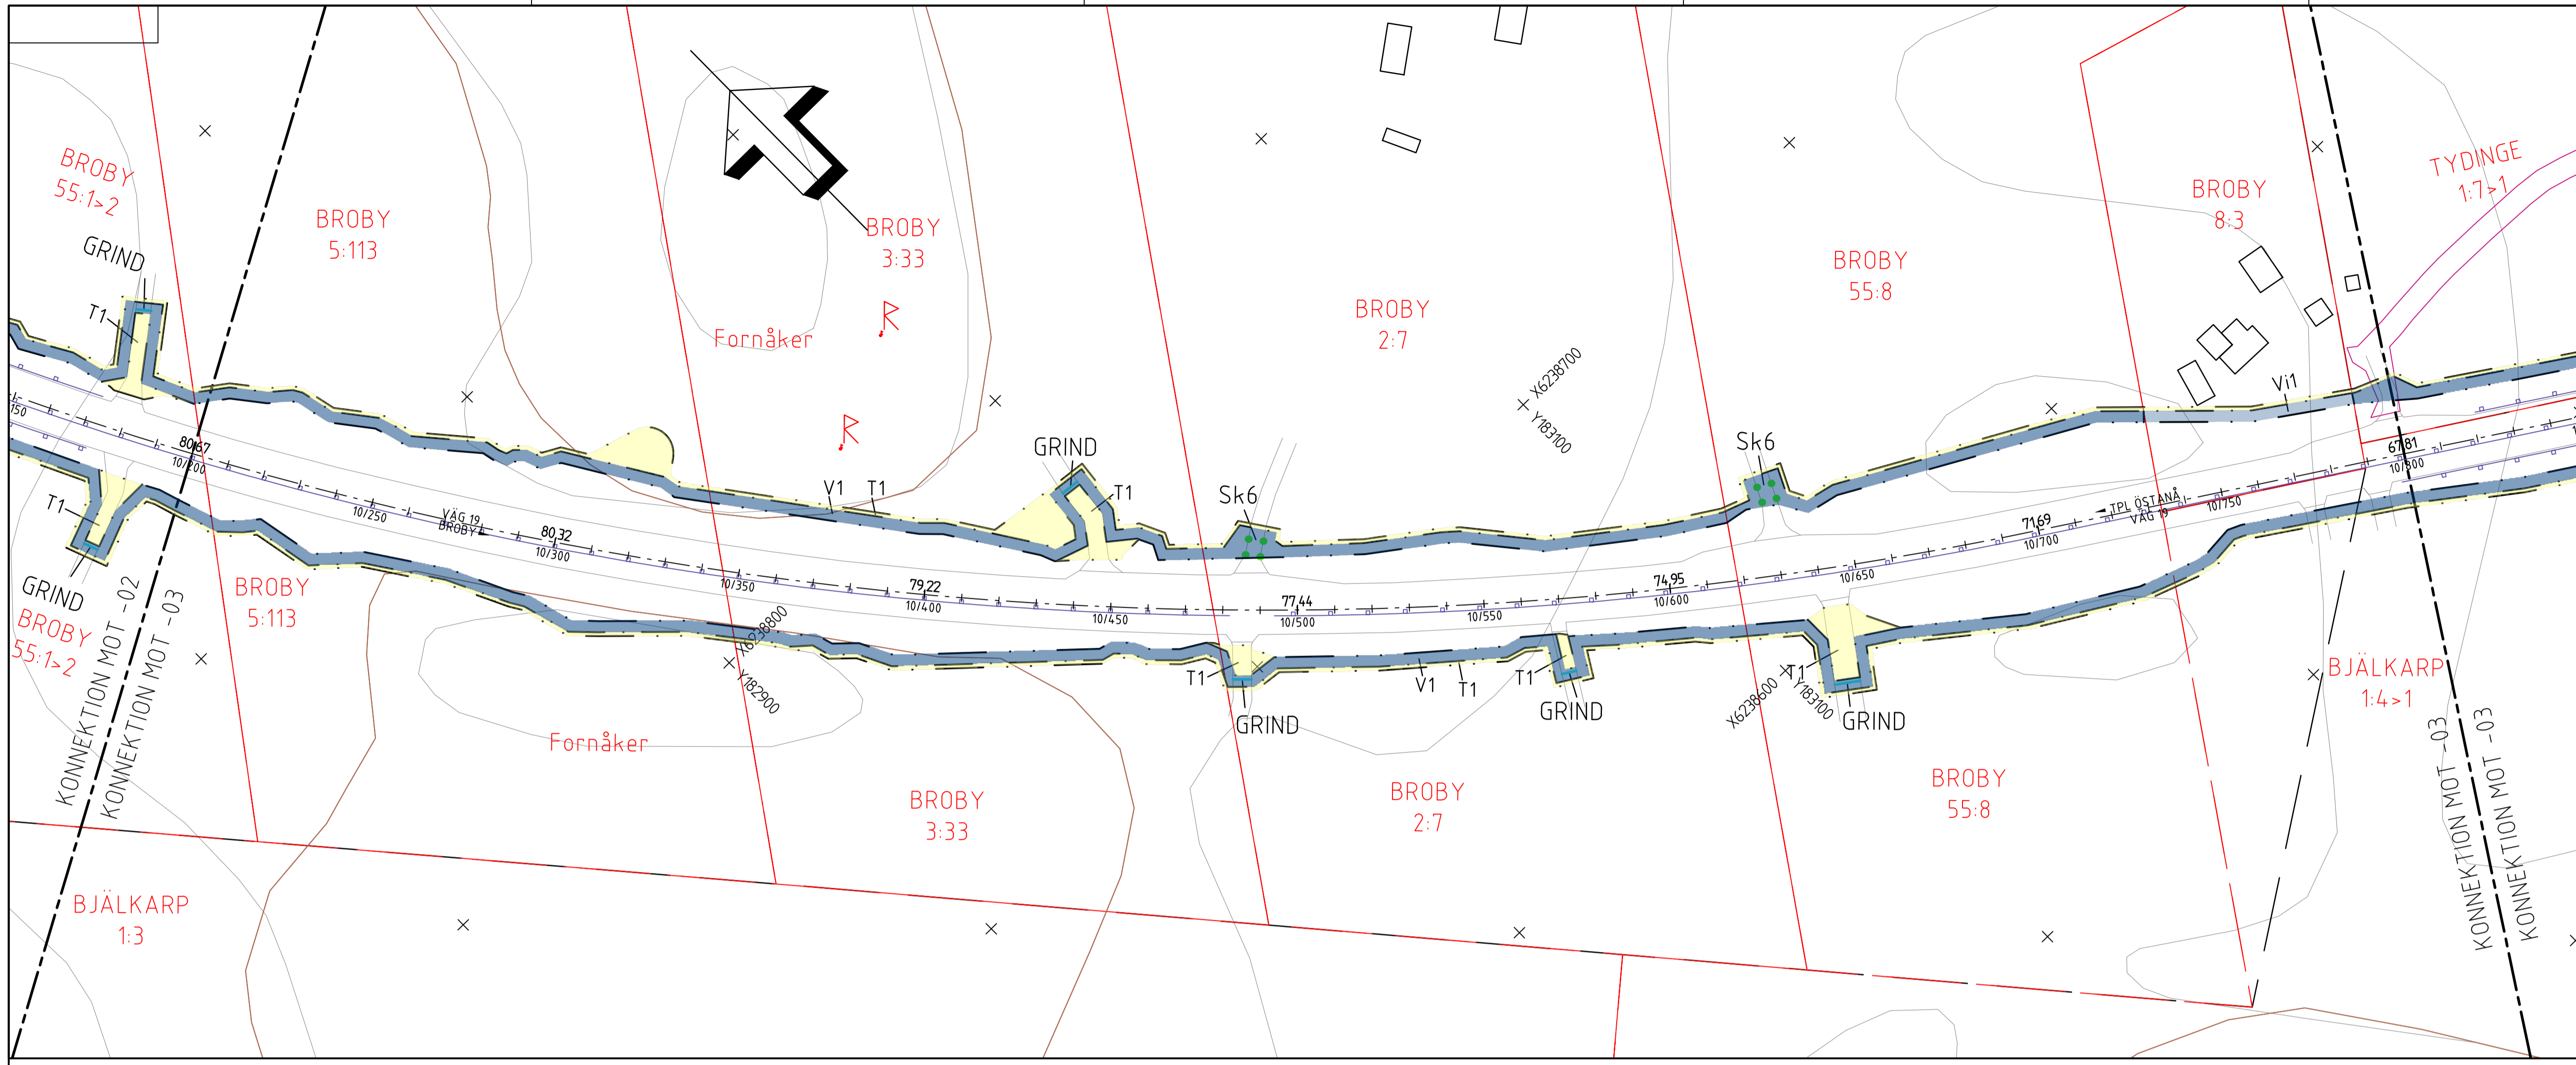 BROBY
55:1>2
GRIND
T1
BROBY
5:113
BROBY
3:33
R
Fornåker
R
BROBY
2:7
X6238700
Y183100
BROBY
55:8
BROBY
8:3
TYDINGE
1:7>1
Vi1
GRIND
T1
V1
T1
Sk6
Sk6
150
80,67
10/200
10/250
VÄG 19
BROBY
80,32
10/300
10/350
79,22
10/400
10/450
77,44
10/500
10/550
74,95
10/600
10/650
71,69
10/700
TPL ÖSTANÅ
VÄG 19
10/750
67,81
10/800
T1
GRIND
BROBY
55:1>2
BROBY
5:113
KONNEKTION MOT -02
KONNEKTION MOT -03
X6238800
Y182900
Fornåker
BROBY
3:33
T1
GRIND
V1
T1
T1
GRIND
X6238600
Y183100
T1
GRIND
BROBY
2:7
BROBY
55:8
BJÄLKARP
1:4>1
KONNEKTION MOT -03
KONNEKTION MOT -03
BJÄLKARP
1:3